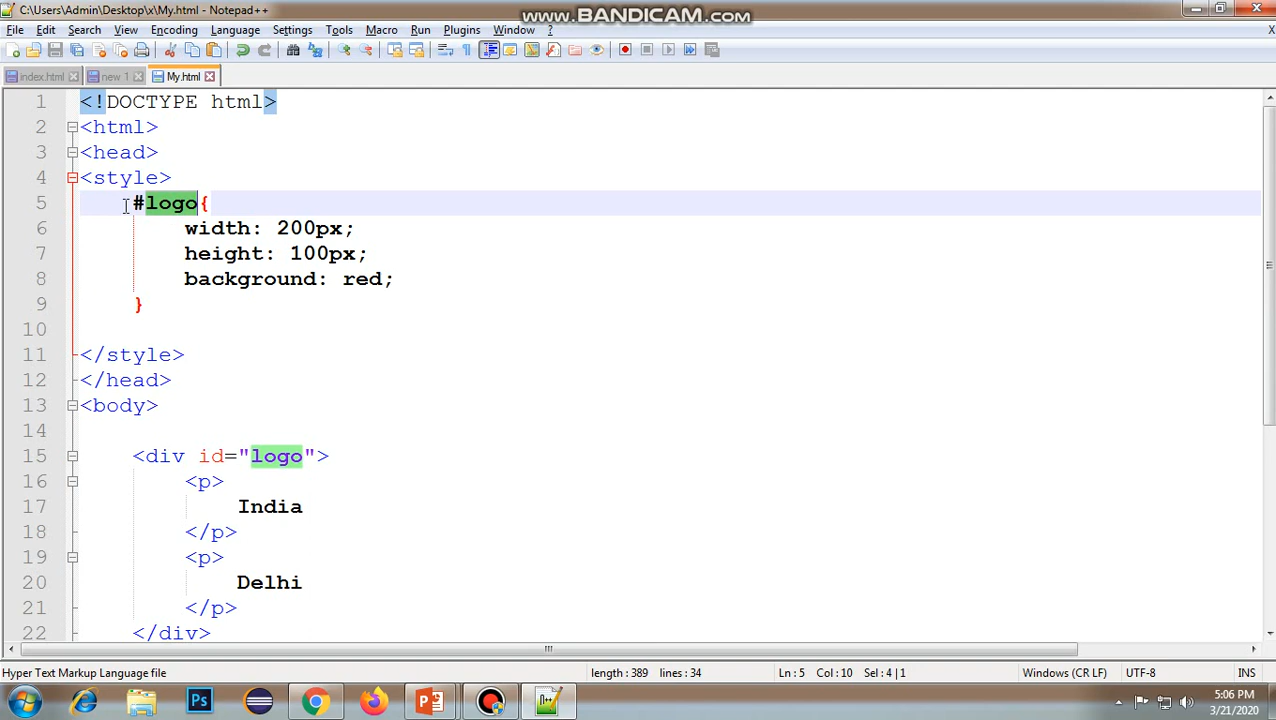 C:\Users\Admin\Desktop\x\My.html - Notepad++
www.BANDICAM.com
File Edit Search View Encoding Language Settings Tools Macro Run Plugins Window ?
X
index.html new 1 My.html
1 <!DOCTYPE html>
2 <html>
3 <head>
4 <style>
5 #logo{
6 width: 200px;
7 height: 100px;
8 background: red;
9 }
10
11 </style>
12 </head>
13 <body>
14
15 <div id="logo">
16 <p>
17 India
18 </p>
19 <p>
20 Delhi
21 </p>
22 </div>
Hyper Text Markup Language file length : 389 lines : 34 Ln : 5 Col : 10 Sel : 4 | 1 Windows (CR LF) UTF-8 INS
Ps
5:06 PM
3/21/2020